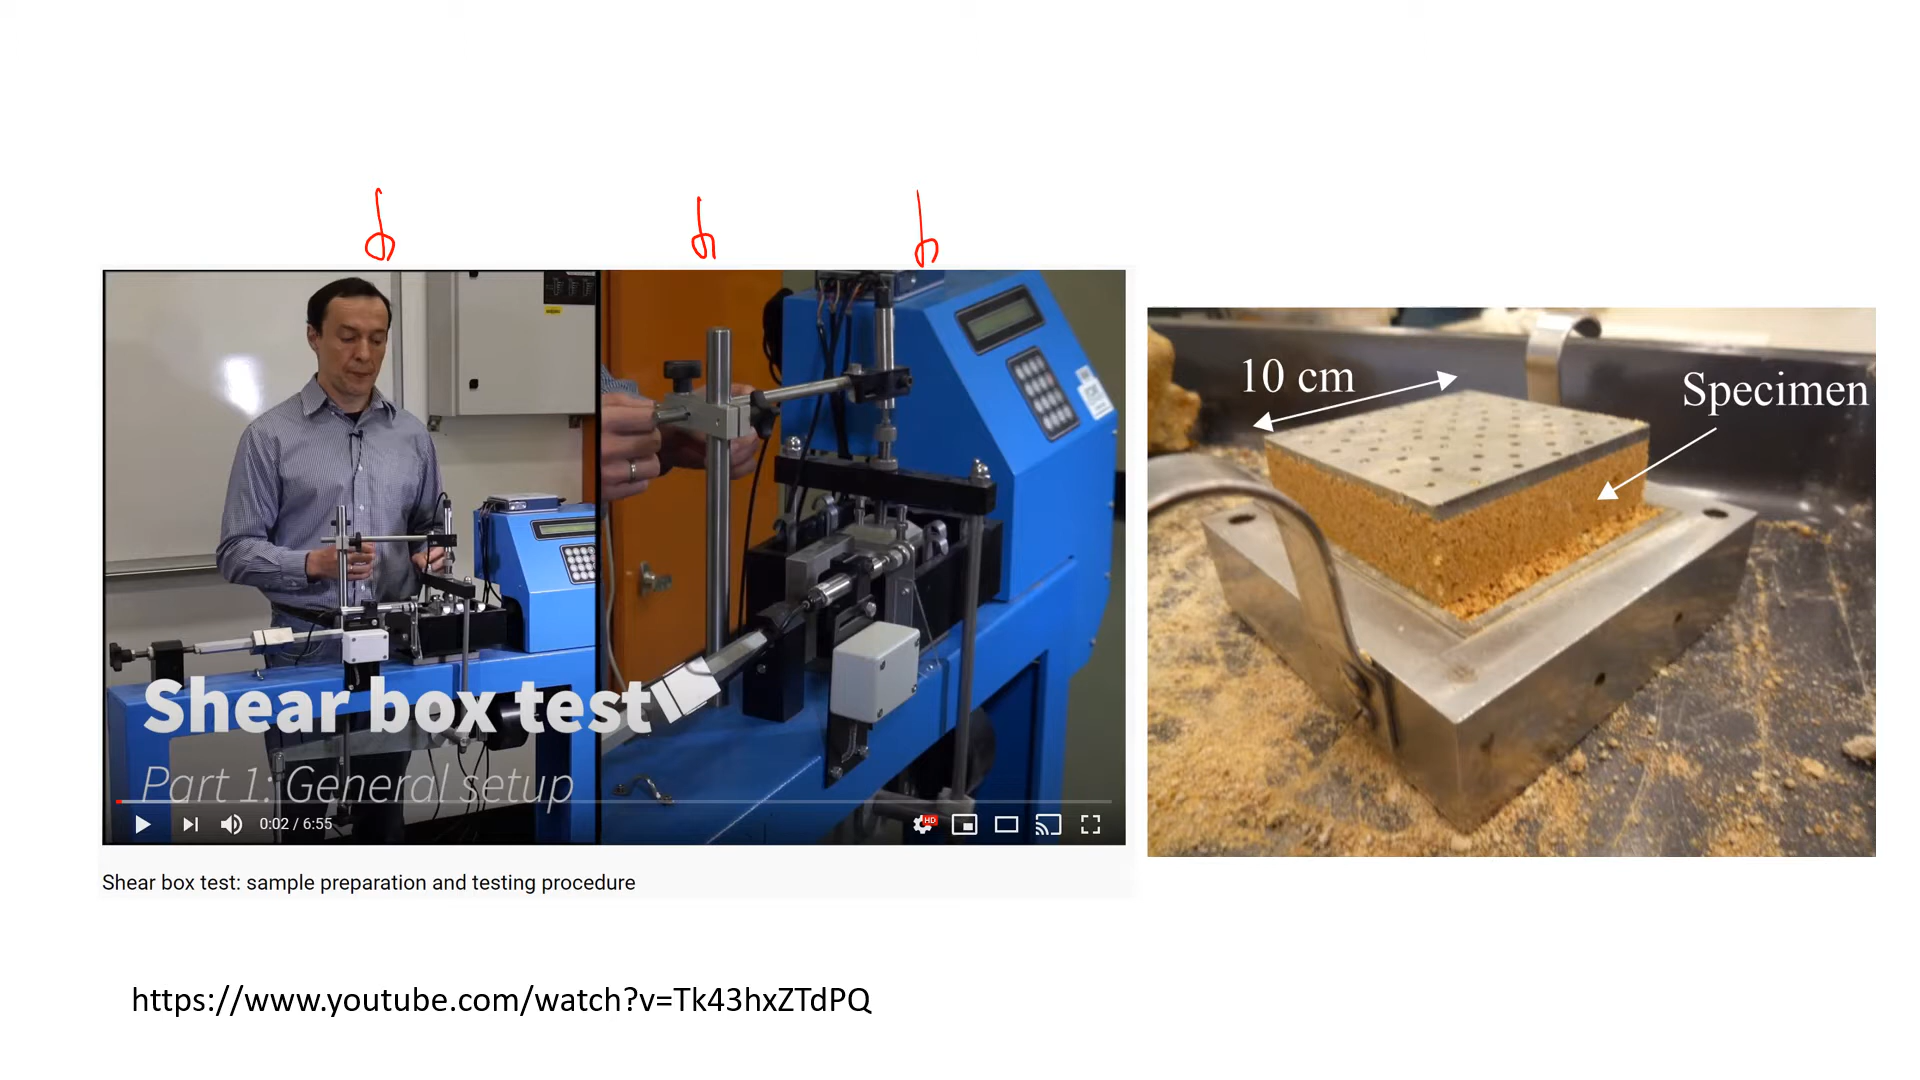 10 cm
Specimen
Shear box test
Part 1: General setup
0:02 / 6:55
HD
Shear box test: sample preparation and testing procedure
https://www.youtube.com/watch?v=Tk43hxZTdPQ